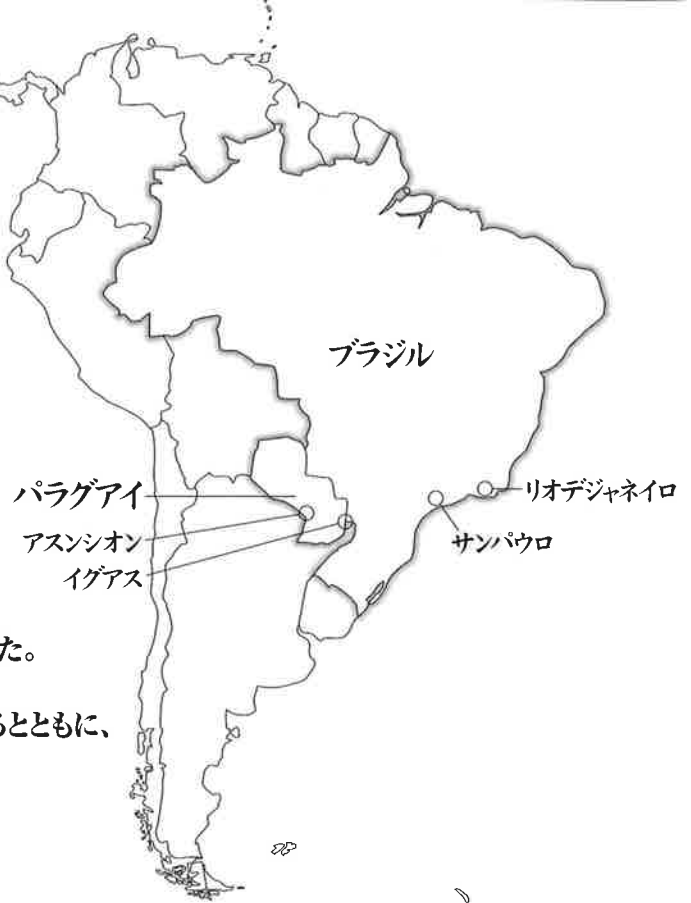 ブラジル
パラグアイ
リオデジャネイロ
アスンシオン
サンパウロ
イグアス
た。
るとともに、